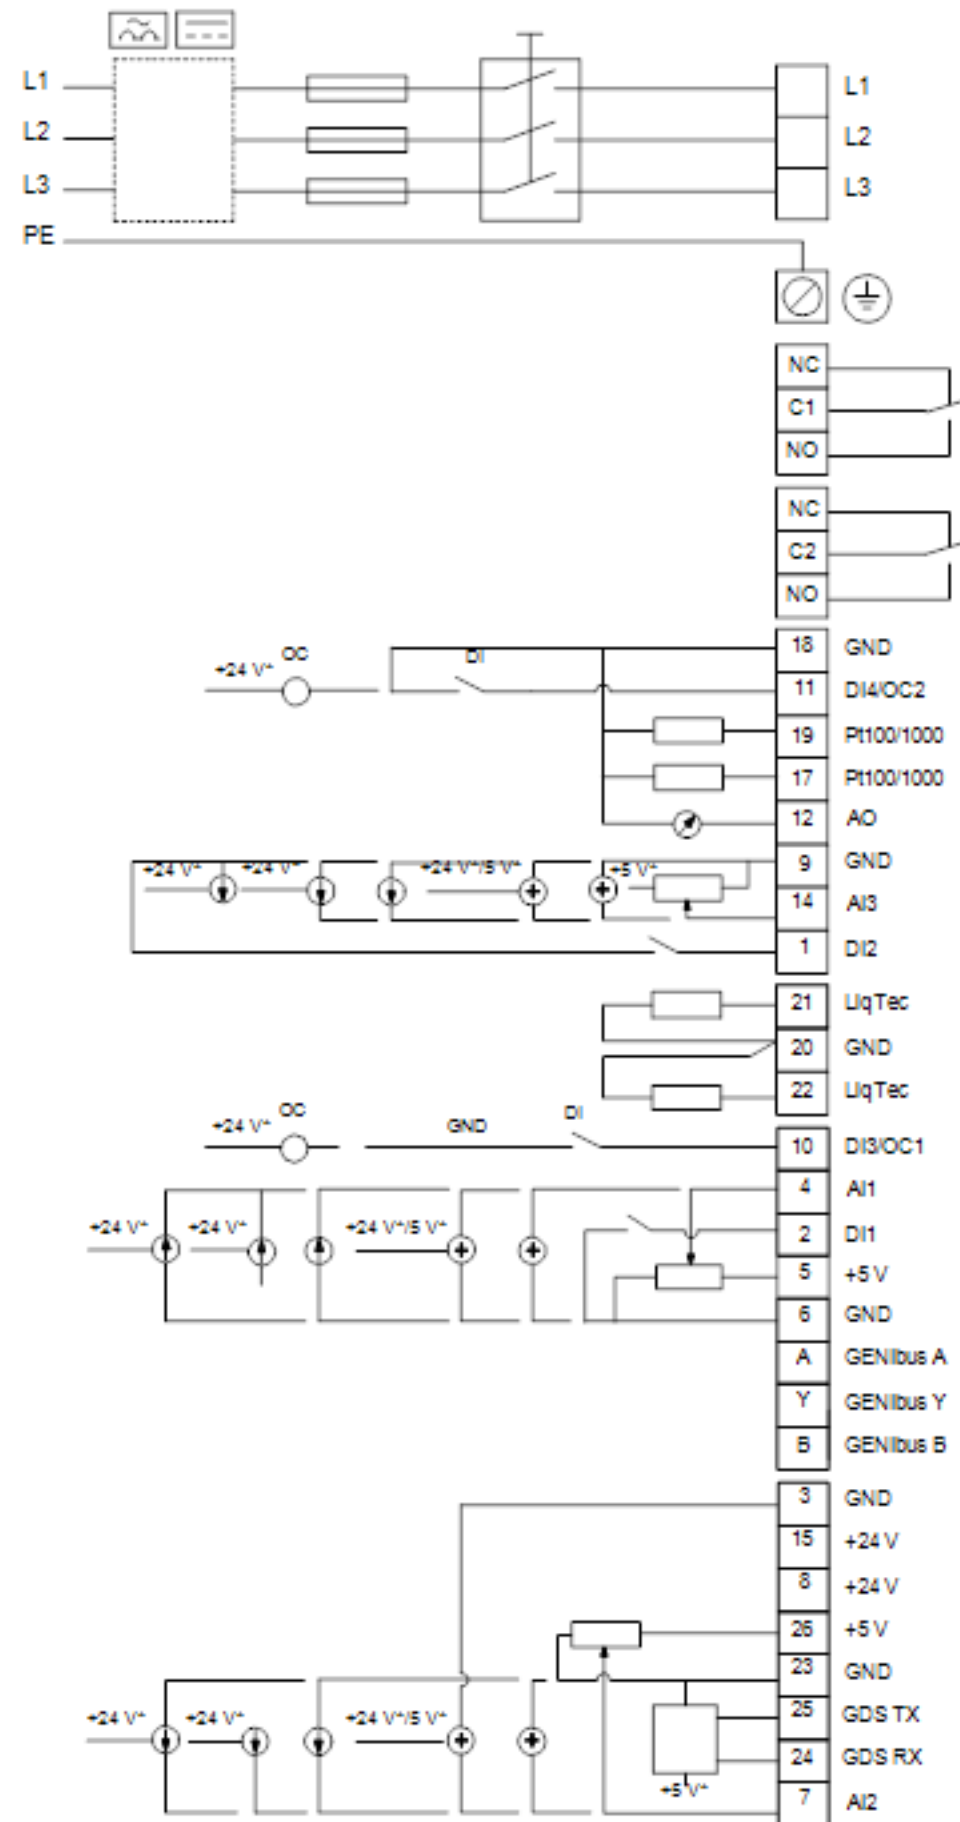 L1 L1
L2 L2
L3 L3
PE
NC
C1
NO
NC
C2
NO
18 GND
OC DI
+24 V* 11 DI4/OC2
19 Pt100/1000
17 Pt100/1000
12 AO
9 GND
+24 V* +24 V* +24 V*/5 V* +5 V*
14 AI3
1 DI2
21 LiqTec
20 GND
22 LiqTec
OC DI
+24 V* GND
10 DI3/OC1
4 AI1
+24 V* +24 V* +24 V*/5 V* 2 DI1
5 +5 V
6 GND
A GENIbus A
Y GENIbus Y
B GENIbus B
3 GND
15 +24 V
8 +24 V
26 +5 V
23 GND
+24 V* +24 V* +24 V*/5 V* 25 GDS TX
24 GDS RX
+5 V*
7 AI2